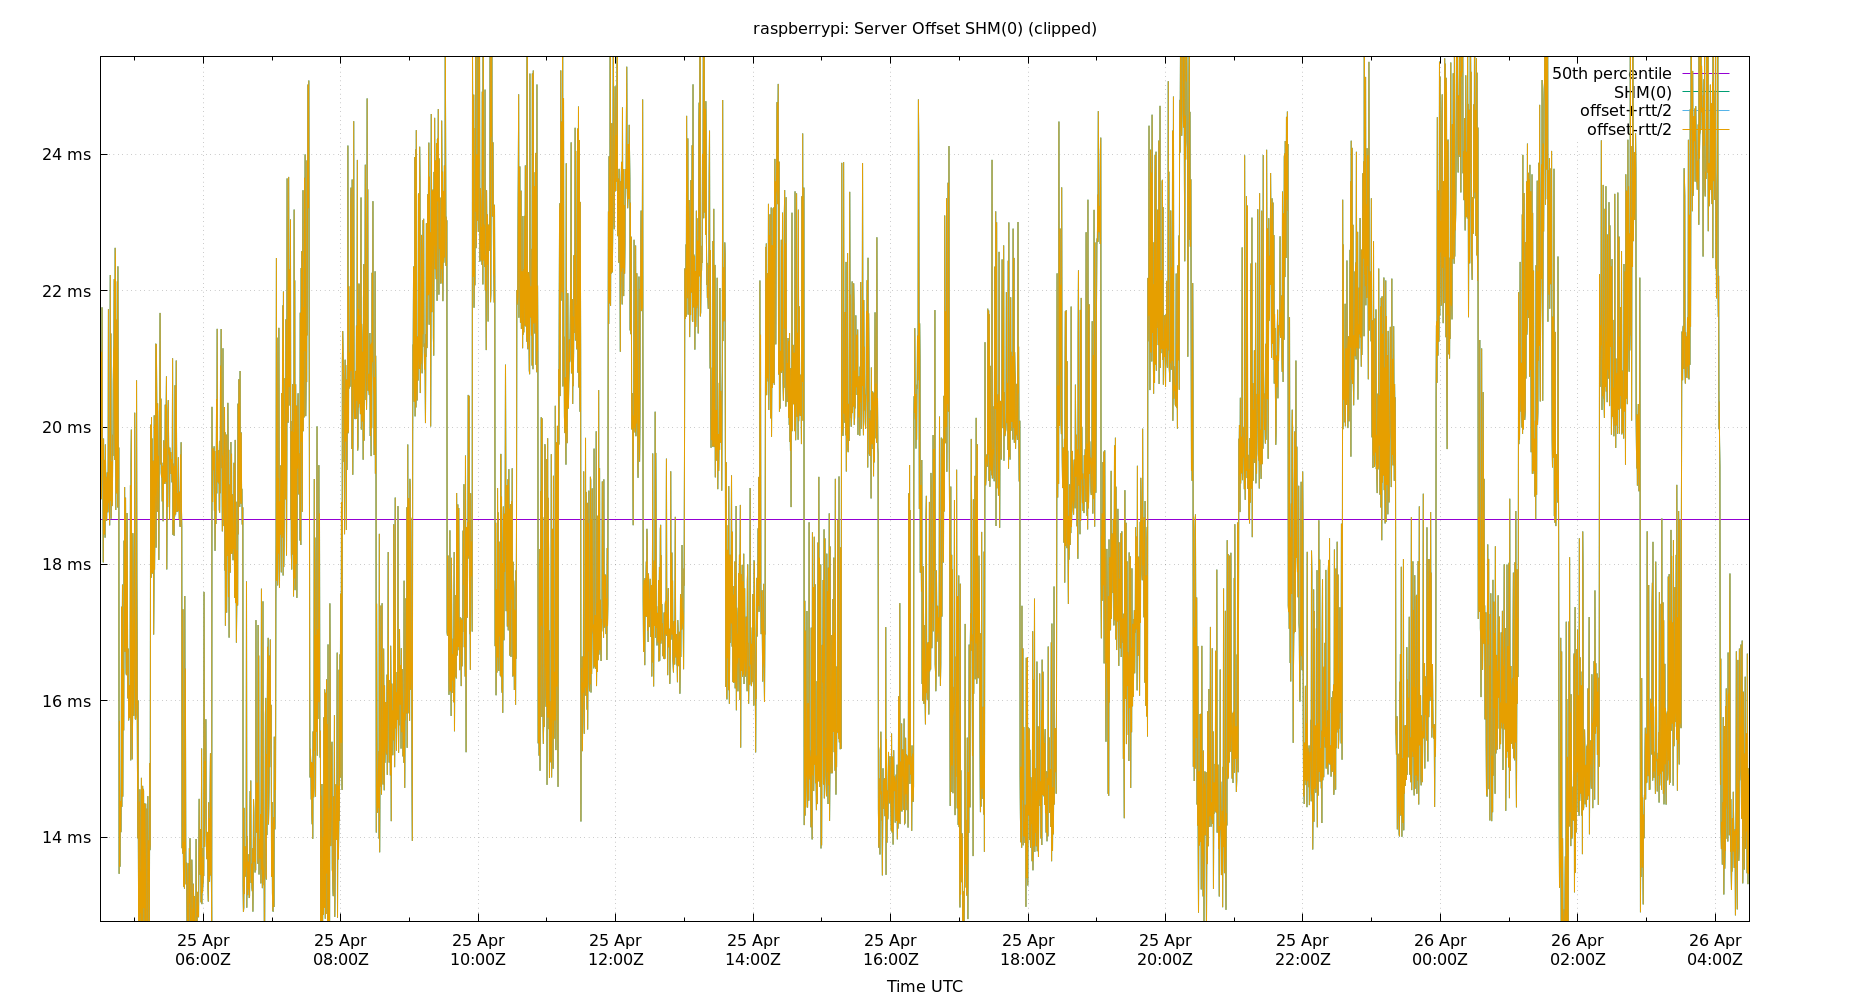 raspberrypi: Server Offset SHM(0) (clipped)
50th percentile
SHM(0)
offset+rtt/2
offset-rtt/2
24 ms
22 ms
20 ms
18 ms
16 ms
14 ms
25 Apr 25 Apr 25 Apr 25 Apr 25 Apr 25 Apr 25 Apr 25 Apr 25 Apr 26 Apr 26 Apr 26 Apr
06:00Z 08:00Z 10:00Z 12:00Z 14:00Z 16:00Z 18:00Z 20:00Z 22:00Z 00:00Z 02:00Z 04:00Z
Time UTC